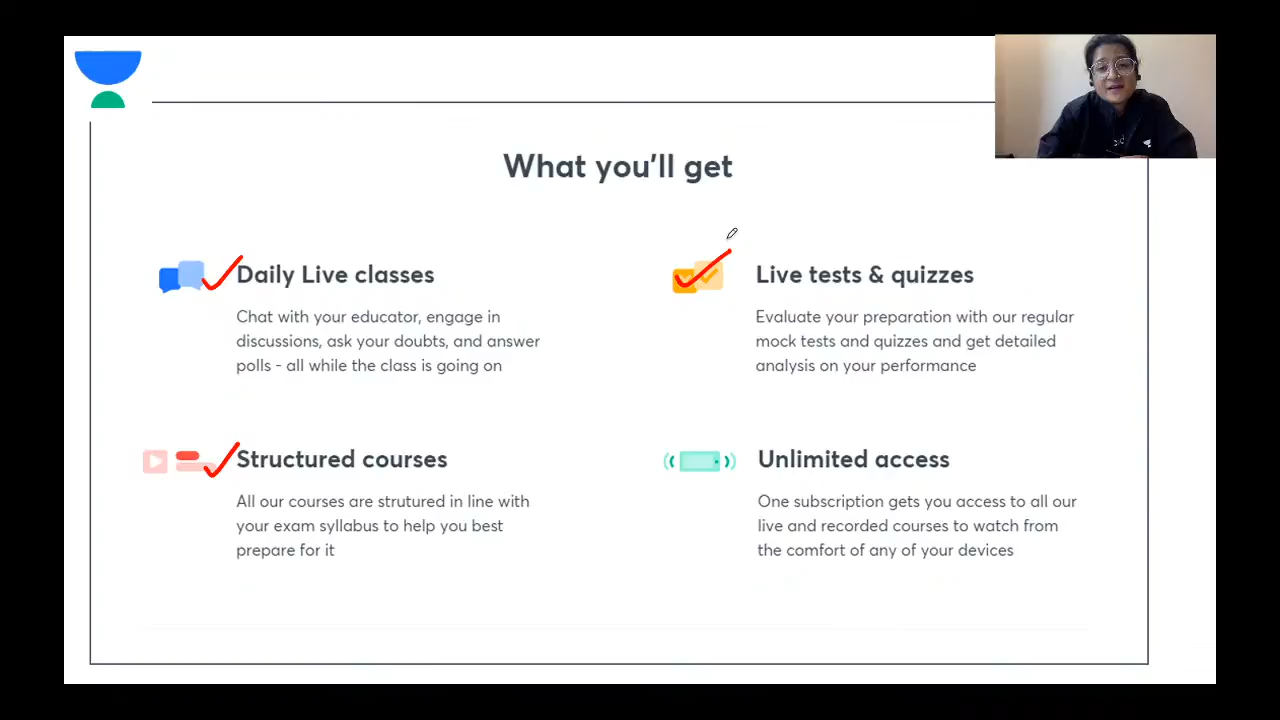 What you'll get
Daily Live classes
Chat with your educator, engage in
discussions, ask your doubts, and answer
polls - all while the class is going on
Live tests & quizzes
Evaluate your preparation with our regular
mock tests and quizzes and get detailed
analysis on your performance
Structured courses
All our courses are strutured in line with
your exam syllabus to help you best
prepare for it
Unlimited access
One subscription gets you access to all our
live and recorded courses to watch from
the comfort of any of your devices